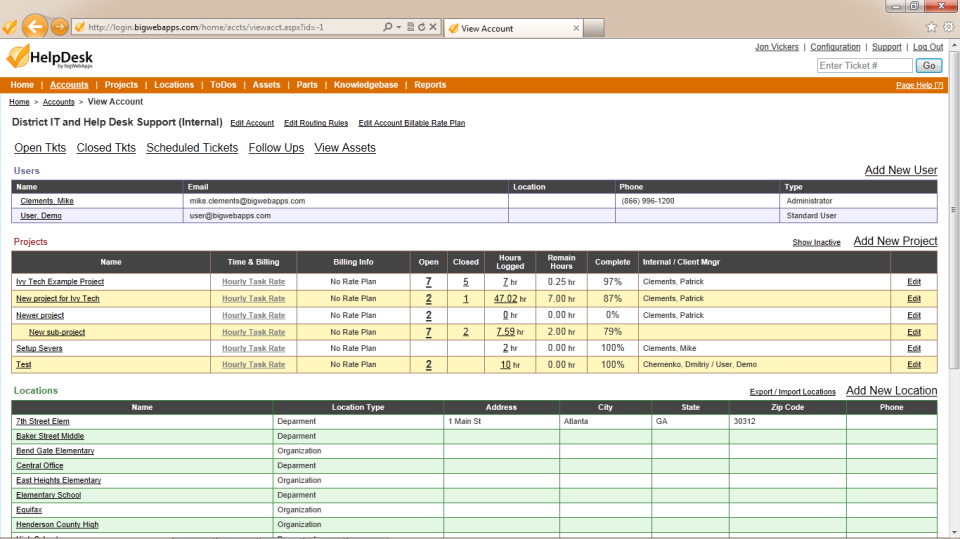 http://login.bigwebapps.com/home/accts/viewacct.aspx?id=-1
View Account
HelpDesk
by bigWebApps
Jon Vickers | Configuration | Support | Log Out
Enter Ticket #
Go
Home | Accounts | Projects | Locations | ToDos | Assets | Parts | Knowledgebase | Reports
Page Help [?]
Home > Accounts > View Account
District IT and Help Desk Support (Internal) Edit Account Edit Routing Rules Edit Account Billable Rate Plan
Open Tkts Closed Tkts Scheduled Tickets Follow Ups View Assets
Users Add New User
Name Email Location Phone Type
Clements, Mike mike.clements@bigwebapps.com (866) 996-1200 Administrator
User, Demo user@bigwebapps.com Standard User
Projects Show Inactive Add New Project
Name Time & Billing Billing Info Open Closed Hours Logged Remain Hours Complete Internal / Client Mngr
Ivy Tech Example Project Hourly Task Rate No Rate Plan 7 5 7 hr 0.25 hr 97% Clements, Patrick Edit
New project for Ivy Tech Hourly Task Rate No Rate Plan 2 1 47.02 hr 7.00 hr 87% Clements, Patrick Edit
Newer project Hourly Task Rate No Rate Plan 2 0 hr 0.00 hr 0% Clements, Patrick Edit
New sub-project Hourly Task Rate No Rate Plan 7 2 7.59 hr 2.00 hr 79% Edit
Setup Severs Hourly Task Rate No Rate Plan 2 hr 0.00 hr 100% Clements, Mike Edit
Test Hourly Task Rate No Rate Plan 2 10 hr 0.00 hr 100% Chernenko, Dmitriy / User, Demo Edit
Locations Export / Import Locations Add New Location
Name Location Type Address City State Zip Code Phone
7th Street Elem Deparment 1 Main St Atlanta GA 30312
Baker Street Middle Deparment
Bend Gate Elementary Organization
Central Office Deparment
East Heights Elementary Organization
Elementary School Deparment
Equifax Organization
Henderson County High Organization